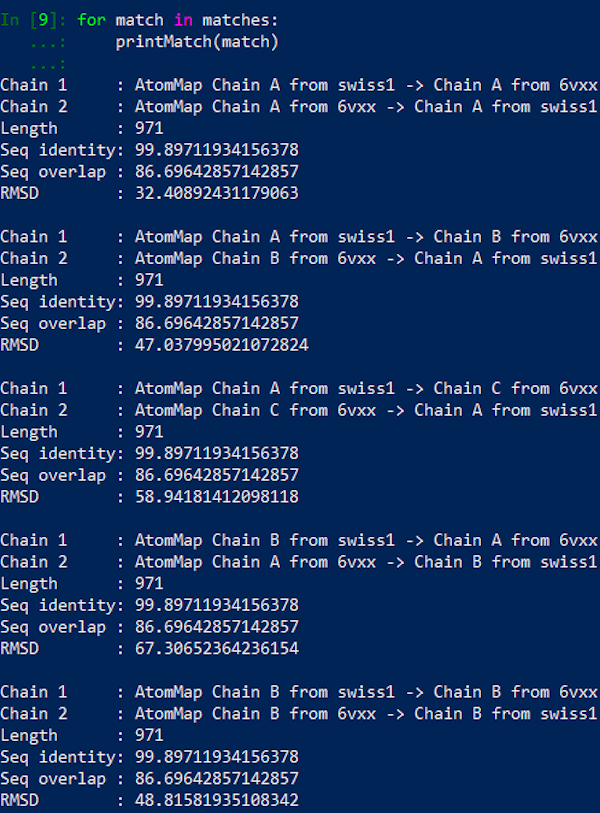 In [9]: for match in matches:
   ...:     printMatch(match)
   ...:
Chain 1     : AtomMap Chain A from swiss1 -> Chain A from 6vxx
Chain 2     : AtomMap Chain A from 6vxx -> Chain A from swiss1
Length      : 971
Seq identity: 99.89711934156378
Seq overlap : 86.69642857142857
RMSD        : 32.40892431179063

Chain 1     : AtomMap Chain A from swiss1 -> Chain B from 6vxx
Chain 2     : AtomMap Chain B from 6vxx -> Chain A from swiss1
Length      : 971
Seq identity: 99.89711934156378
Seq overlap : 86.69642857142857
RMSD        : 47.037995021072824

Chain 1     : AtomMap Chain A from swiss1 -> Chain C from 6vxx
Chain 2     : AtomMap Chain C from 6vxx -> Chain A from swiss1
Length      : 971
Seq identity: 99.89711934156378
Seq overlap : 86.69642857142857
RMSD        : 58.94181412098118

Chain 1     : AtomMap Chain B from swiss1 -> Chain A from 6vxx
Chain 2     : AtomMap Chain A from 6vxx -> Chain B from swiss1
Length      : 971
Seq identity: 99.89711934156378
Seq overlap : 86.69642857142857
RMSD        : 67.30652364236154

Chain 1     : AtomMap Chain B from swiss1 -> Chain B from 6vxx
Chain 2     : AtomMap Chain B from 6vxx -> Chain B from swiss1
Length      : 971
Seq identity: 99.89711934156378
Seq overlap : 86.69642857142857
RMSD        : 48.81581935108342